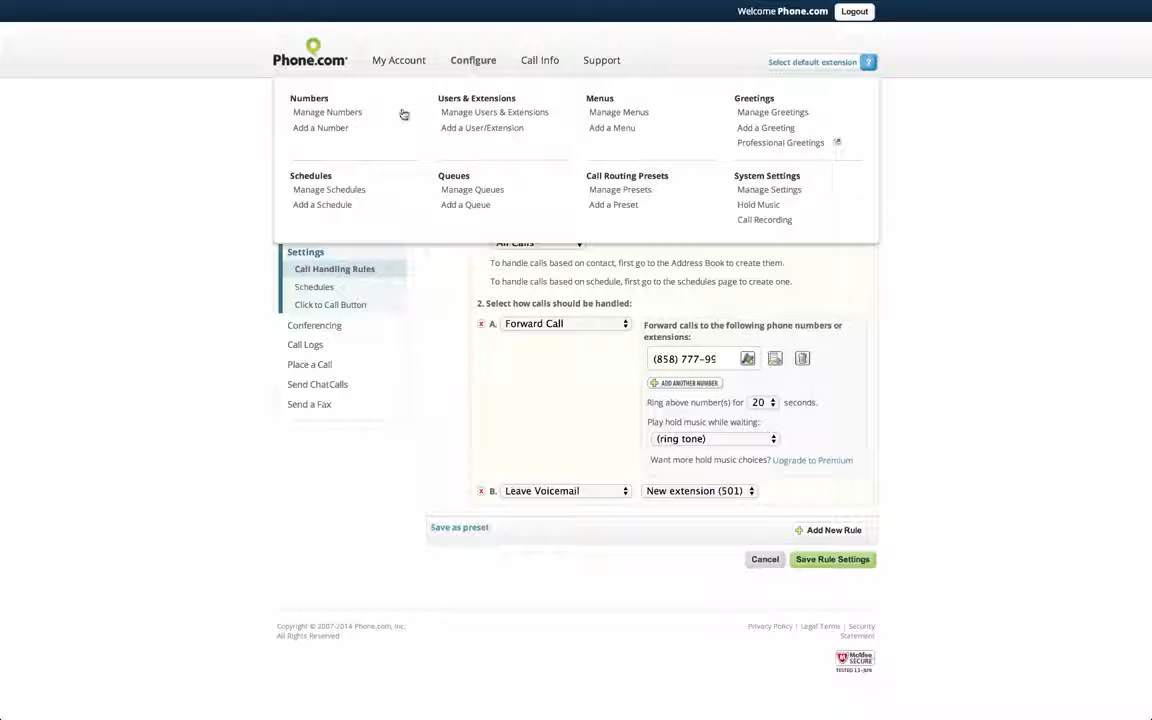 Welcome Phone.com Logout
Phone.com My Account Configure Call Info Support Select default extension ?
Numbers Users & Extensions Menus Greetings
Manage Numbers Manage Users & Extensions Manage Menus Manage Greetings
Add a Number Add a User/Extension Add a Menu Add a Greeting
Professional Greetings
Schedules Queues Call Routing Presets System Settings
Manage Schedules Manage Queues Manage Presets Manage Settings
Add a Schedule Add a Queue Add a Preset Hold Music
Call Recording
All Calls
Settings
Call Handling Rules
Schedules
Click to Call Button
Conferencing
Call Logs
Place a Call
Send ChatCalls
Send a Fax
To handle calls based on contact, first go to the Address Book to create them.
To handle calls based on schedule, first go to the schedules page to create one.
2. Select how calls should be handled:
A. Forward Call
Forward calls to the following phone numbers or
extensions:
(858) 777-99
ADD ANOTHER NUMBER
Ring above number(s) for 20 seconds.
Play hold music while waiting:
(ring tone)
Want more hold music choices? Upgrade to Premium
B. Leave Voicemail New extension (501)
Save as preset Add New Rule
Cancel Save Rule Settings
Copyright © 2007-2014 Phone.com, Inc.
All Rights Reserved
Privacy Policy | Legal Terms | Security
Statement
McAfee
SECURE
TESTED 13-JUN